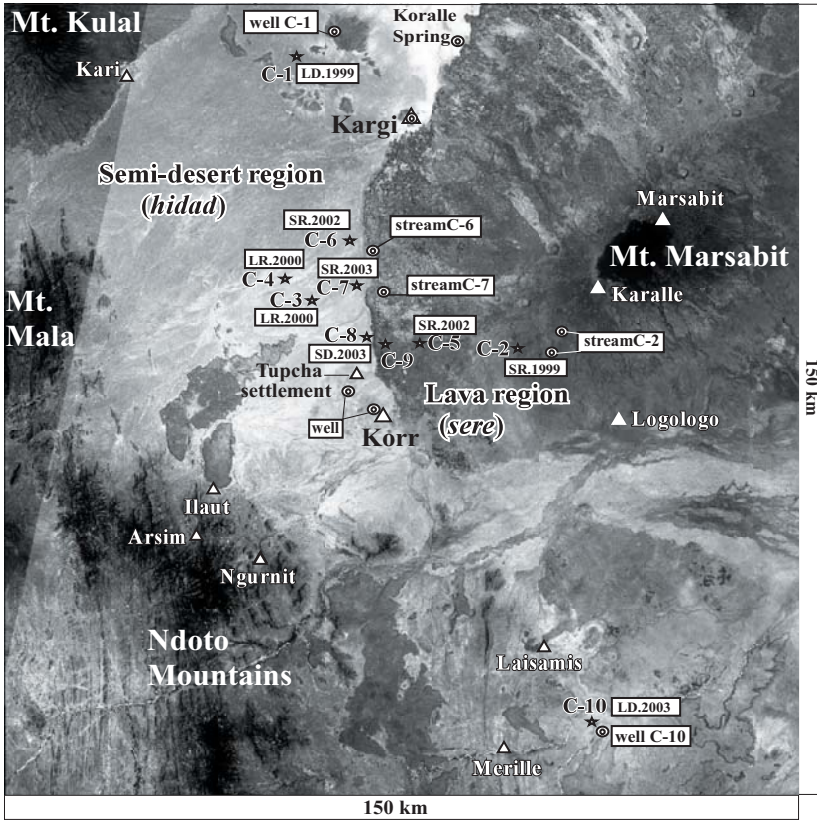 Mt. Kulal
well C-1
Koralle
Spring
Kari
C-1
LD.1999
Kargi
Semi-desert region
(hidad)
Marsabit
SR.2002
streamC-6
C-6
Mt. Marsabit
LR.2000
SR.2003
C-4
C-7
streamC-7
Karalle
C-3
Mt.
Mala
LR.2000
SR.2002
C-8
C-5
C-2
streamC-2
SD.2003
C-9
SR.1999
Tupcha
settlement
Lava region
(sere)
well
Korr
Logologo
Ilaut
Arsim
Ngurnit
Ndoto
Mountains
Laisamis
C-10
LD.2003
well C-10
Merille
150 km
150 km